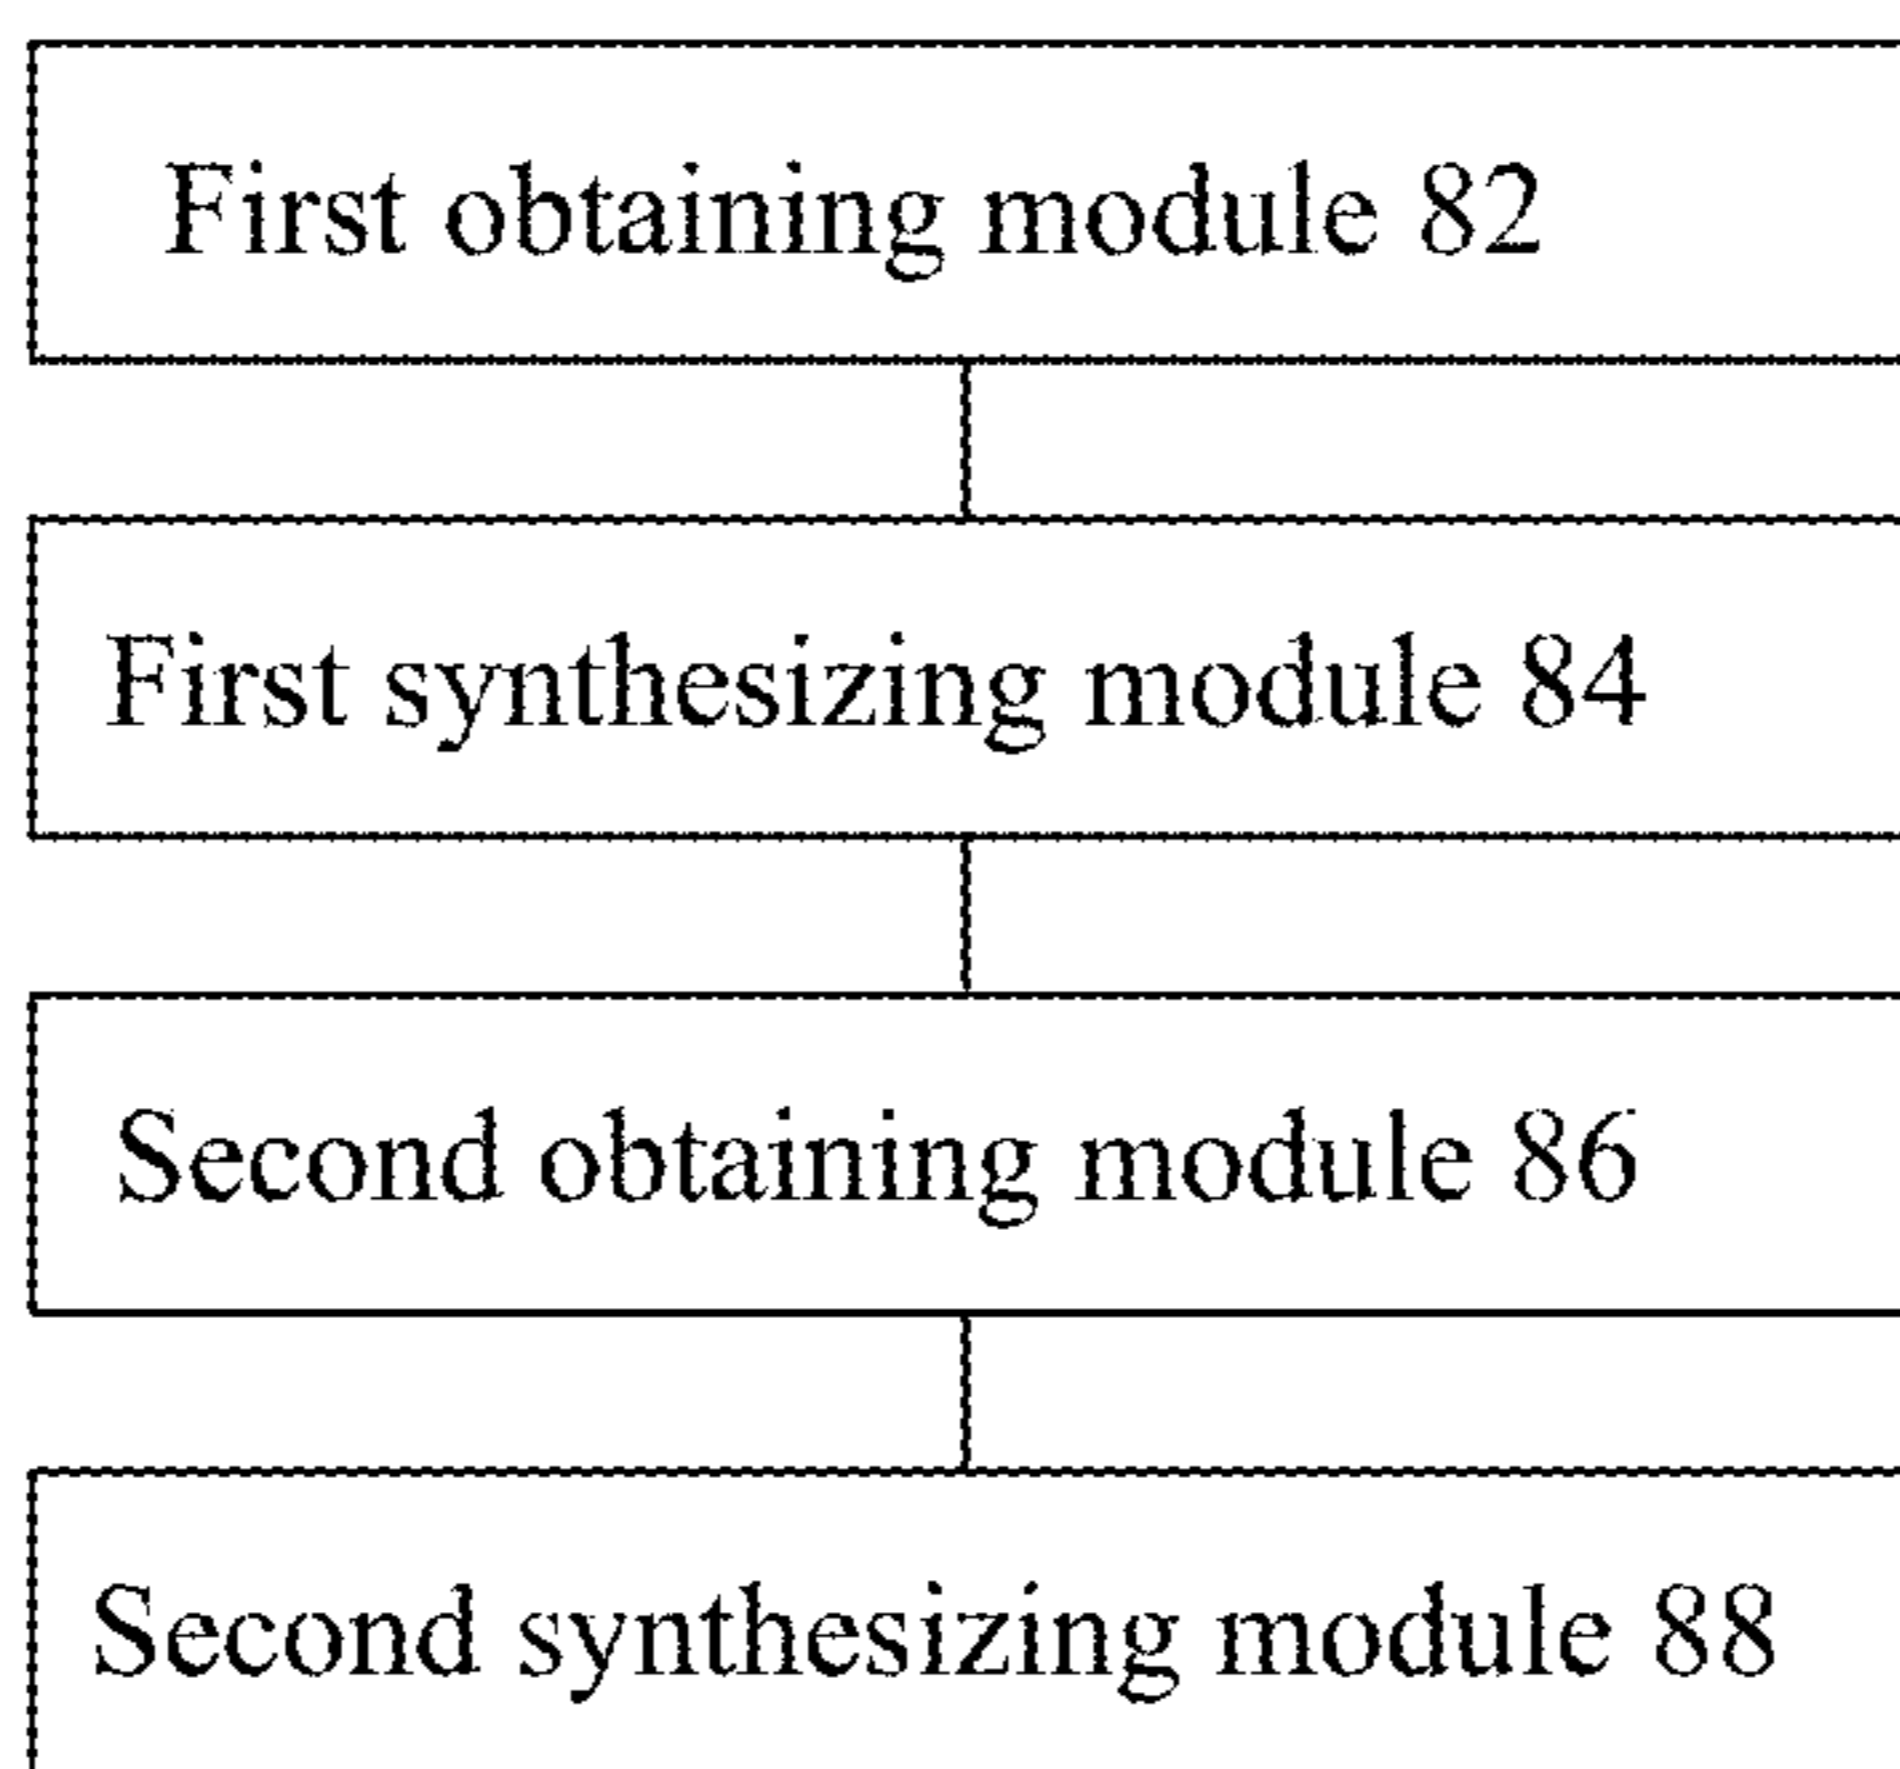 First obtaining module 82
First synthesizing module 84
Second obtaining module 86
Second synthesizing module 88